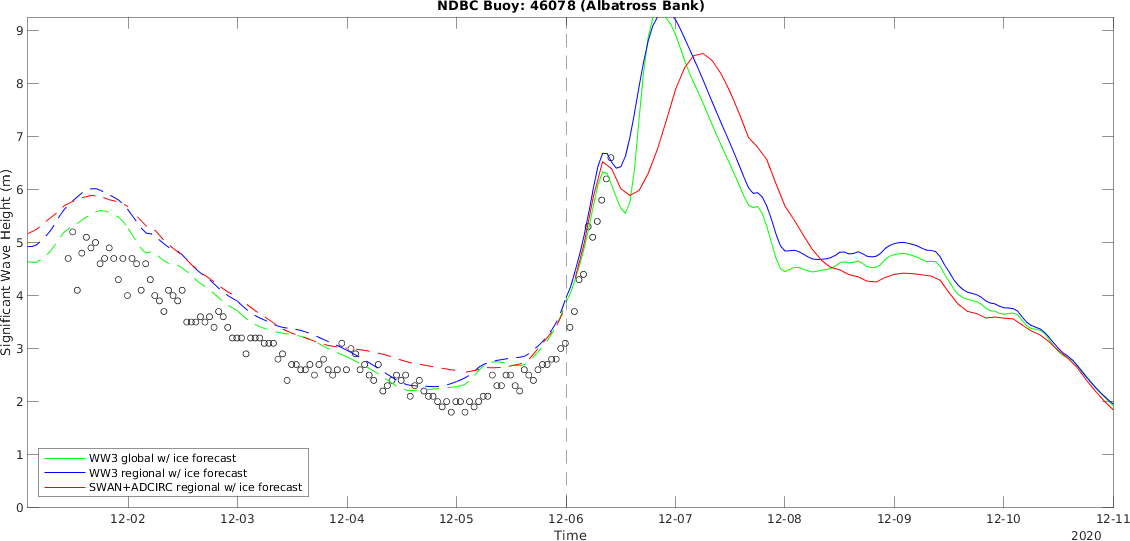 NDBC Buoy: 46078 (Albatross Bank)
Significant Wave Height (m)
9
8
7
6
5
4
3
2
1
0
WW3 global w/ ice forecast
WW3 regional w/ ice forecast
SWAN+ADCIRC regional w/ ice forecast
12-02 12-03 12-04 12-05 12-06 12-07 12-08 12-09 12-10 12-11
Time
2020